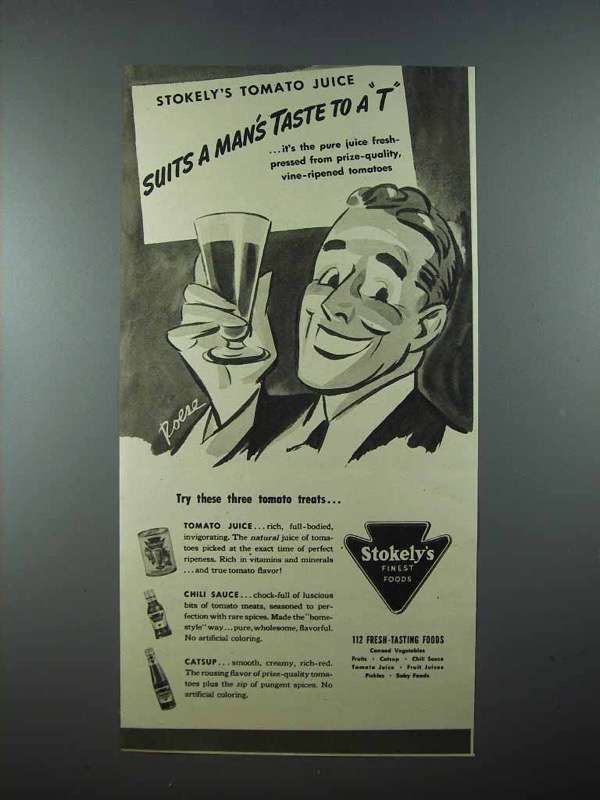 STOKELY'S TOMATO JUICE
SUITS A MAN'S TASTE TO A "T"
...it's the pure juice fresh-
pressed from prize-quality,
vine-ripened tomatoes
Roese
Try these three tomato treats...
TOMATO JUICE...rich, full-bodied,
invigorating. The natural juice of toma-
toes picked at the exact time of perfect
ripeness. Rich in vitamins and minerals
...and true tomato flavor!
CHILI SAUCE...chock-full of luscious
bits of tomato meats, seasoned to per-
fection with rare spices. Made the "home-
style" way...pure, wholesome, flavorful.
No artificial coloring.
CATSUP...smooth, creamy, rich-red.
The rousing flavor of prize-quality toma-
toes plus the zip of pungent spices. No
artificial coloring.
Stokely's
FINEST
FOODS
112 FRESH-TASTING FOODS
Canned Vegetables
Fruits · Catsup · Chili Sauce
Tomato Juice · Fruit Juices
Pickles · Baby Foods